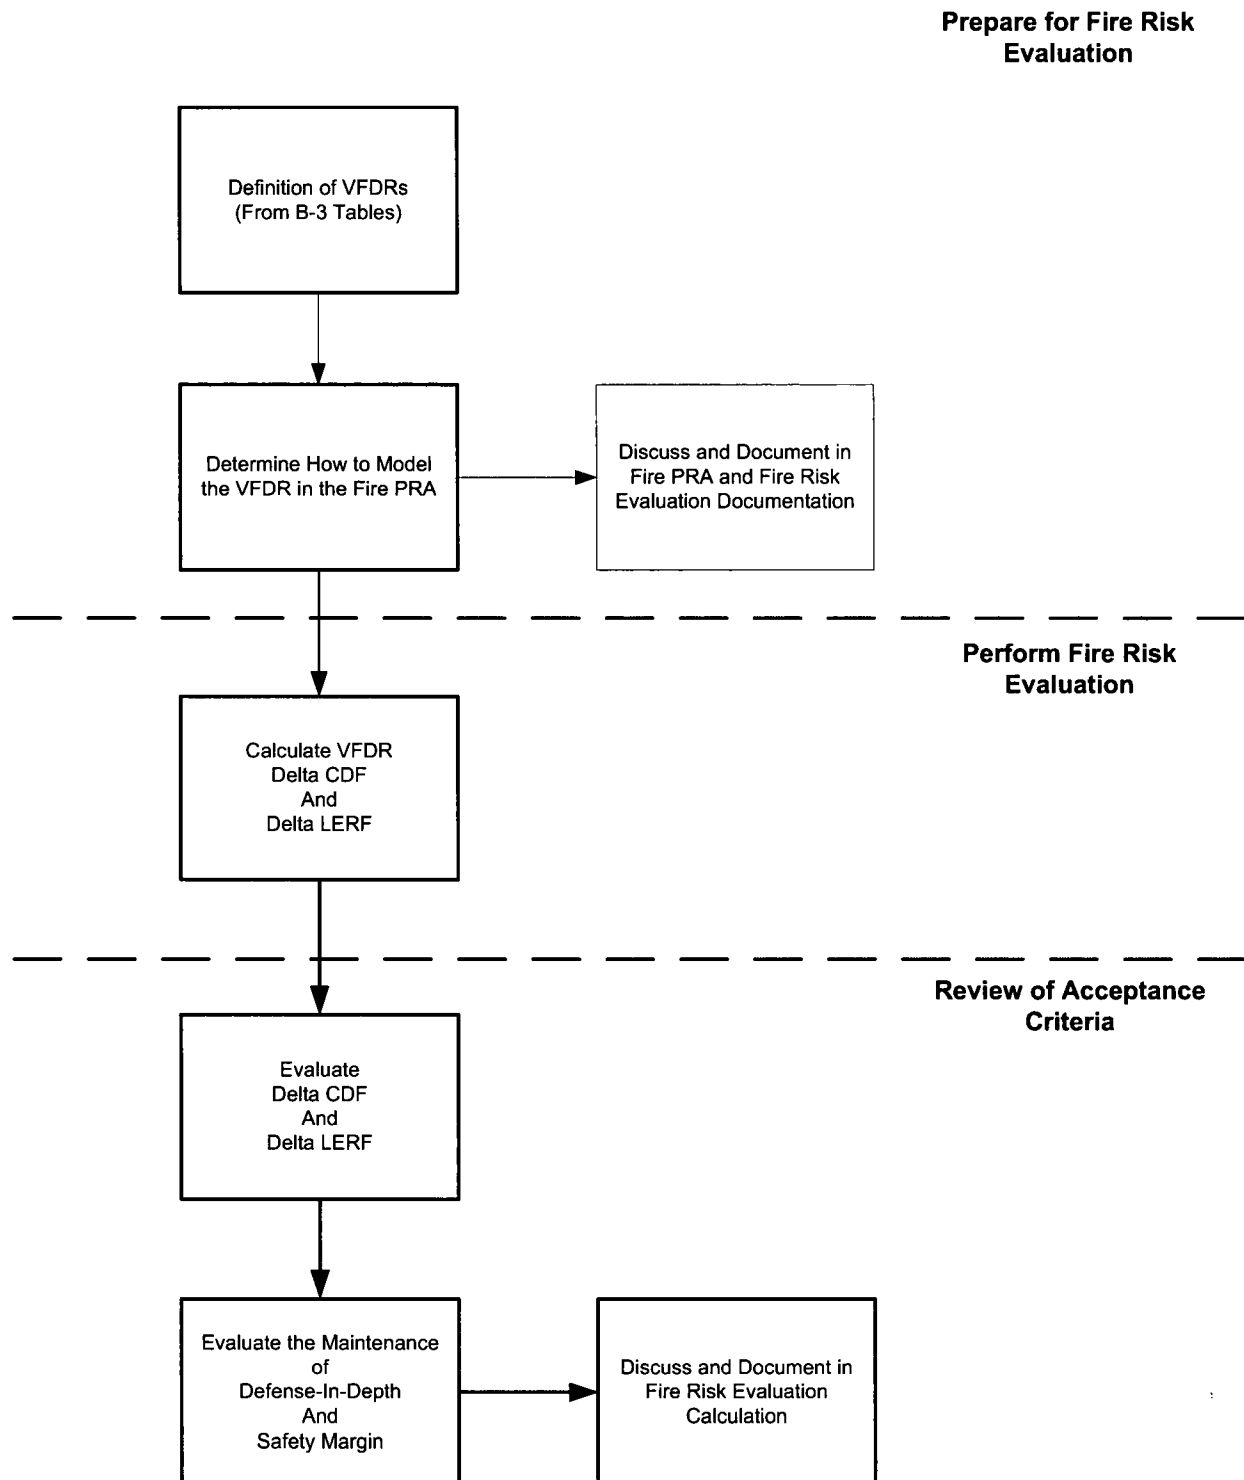 Prepare for Fire Risk
Evaluation
Definition of VFDRs
(From B-3 Tables)
Determine How to Model
the VFDR in the Fire PRA
Discuss and Document in
Fire PRA and Fire Risk
Evaluation Documentation
Perform Fire Risk
Evaluation
Calculate VFDR
Delta CDF
And
Delta LERF
Review of Acceptance
Criteria
Evaluate
Delta CDF
And
Delta LERF
Evaluate the Maintenance
of
Defense-In-Depth
And
Safety Margin
Discuss and Document in
Fire Risk Evaluation
Calculation